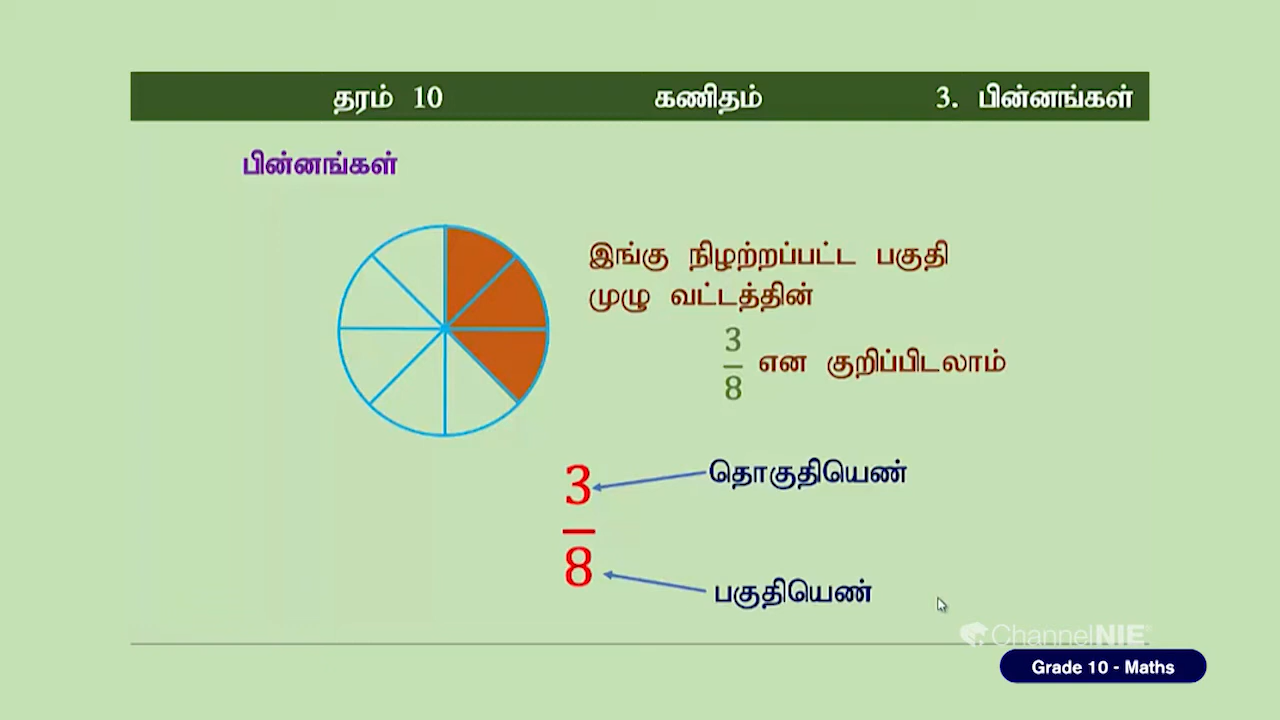 தரம் 10 கணிதம் 3. பின்னங்கள்
பின்னங்கள்
இங்கு நிழற்றப்பட்ட பகுதி
முழு வட்டத்தின்
3
8
என குறிப்பிடலாம்
3
தொகுதியெண்
8
பகுதியெண்
ChannelNIE
Grade 10 - Maths